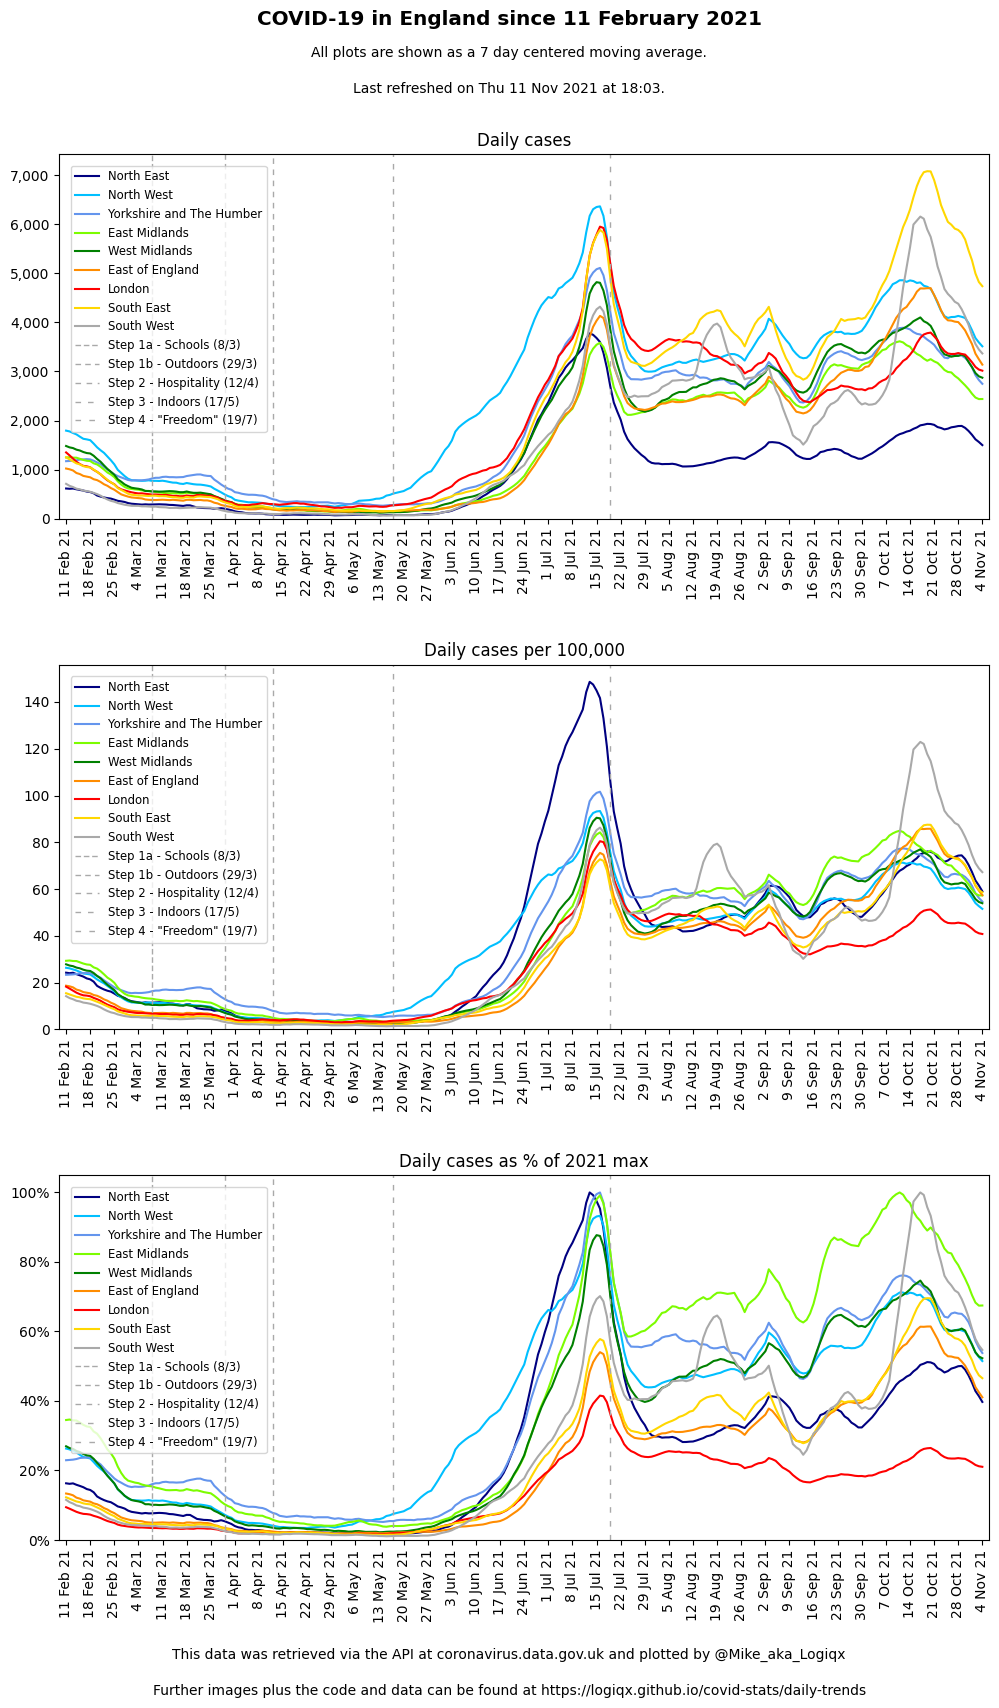 COVID-19 in England since 11 February 2021
All plots are shown as a 7 day centered moving average.
Last refreshed on Thu 11 Nov 2021 at 18:03.
Daily cases
7,000
6,000
5,000
4,000
3,000
2,000
1,000
0
North East
North West
Yorkshire and The Humber
East Midlands
West Midlands
East of England
London
South East
South West
Step 1a - Schools (8/3)
Step 1b - Outdoors (29/3)
Step 2 - Hospitality (12/4)
Step 3 - Indoors (17/5)
Step 4 - "Freedom" (19/7)
11 Feb 21
18 Feb 21
25 Feb 21
4 Mar 21
11 Mar 21
18 Mar 21
25 Mar 21
1 Apr 21
8 Apr 21
15 Apr 21
22 Apr 21
29 Apr 21
6 May 21
13 May 21
20 May 21
27 May 21
3 Jun 21
10 Jun 21
17 Jun 21
24 Jun 21
1 Jul 21
8 Jul 21
15 Jul 21
22 Jul 21
29 Jul 21
5 Aug 21
12 Aug 21
19 Aug 21
26 Aug 21
2 Sep 21
9 Sep 21
16 Sep 21
23 Sep 21
30 Sep 21
7 Oct 21
14 Oct 21
21 Oct 21
28 Oct 21
4 Nov 21
Daily cases per 100,000
140
120
100
80
60
40
20
0
North East
North West
Yorkshire and The Humber
East Midlands
West Midlands
East of England
London
South East
South West
Step 1a - Schools (8/3)
Step 1b - Outdoors (29/3)
Step 2 - Hospitality (12/4)
Step 3 - Indoors (17/5)
Step 4 - "Freedom" (19/7)
11 Feb 21
18 Feb 21
25 Feb 21
4 Mar 21
11 Mar 21
18 Mar 21
25 Mar 21
1 Apr 21
8 Apr 21
15 Apr 21
22 Apr 21
29 Apr 21
6 May 21
13 May 21
20 May 21
27 May 21
3 Jun 21
10 Jun 21
17 Jun 21
24 Jun 21
1 Jul 21
8 Jul 21
15 Jul 21
22 Jul 21
29 Jul 21
5 Aug 21
12 Aug 21
19 Aug 21
26 Aug 21
2 Sep 21
9 Sep 21
16 Sep 21
23 Sep 21
30 Sep 21
7 Oct 21
14 Oct 21
21 Oct 21
28 Oct 21
4 Nov 21
Daily cases as % of 2021 max
100%
80%
60%
40%
20%
0%
North East
North West
Yorkshire and The Humber
East Midlands
West Midlands
East of England
London
South East
South West
Step 1a - Schools (8/3)
Step 1b - Outdoors (29/3)
Step 2 - Hospitality (12/4)
Step 3 - Indoors (17/5)
Step 4 - "Freedom" (19/7)
11 Feb 21
18 Feb 21
25 Feb 21
4 Mar 21
11 Mar 21
18 Mar 21
25 Mar 21
1 Apr 21
8 Apr 21
15 Apr 21
22 Apr 21
29 Apr 21
6 May 21
13 May 21
20 May 21
27 May 21
3 Jun 21
10 Jun 21
17 Jun 21
24 Jun 21
1 Jul 21
8 Jul 21
15 Jul 21
22 Jul 21
29 Jul 21
5 Aug 21
12 Aug 21
19 Aug 21
26 Aug 21
2 Sep 21
9 Sep 21
16 Sep 21
23 Sep 21
30 Sep 21
7 Oct 21
14 Oct 21
21 Oct 21
28 Oct 21
4 Nov 21
This data was retrieved via the API at coronavirus.data.gov.uk and plotted by @Mike_aka_Logiqx
Further images plus the code and data can be found at https://logiqx.github.io/covid-stats/daily-trends